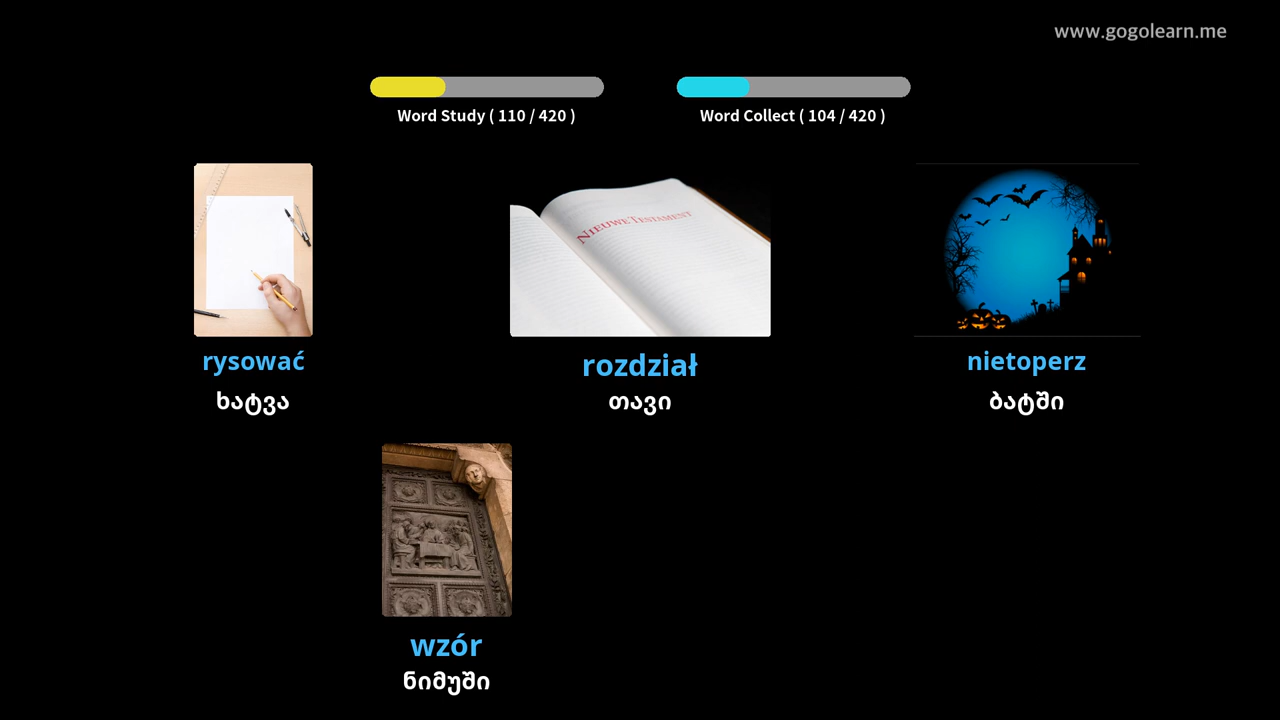 www.gogolearn.me
Word Study ( 110 / 420 )
Word Collect ( 104 / 420 )
NIEUWE TESTAMENT
rysować
rozdział
nietoperz
ხატვა
თავი
ბატში
wzór
ნიმუში